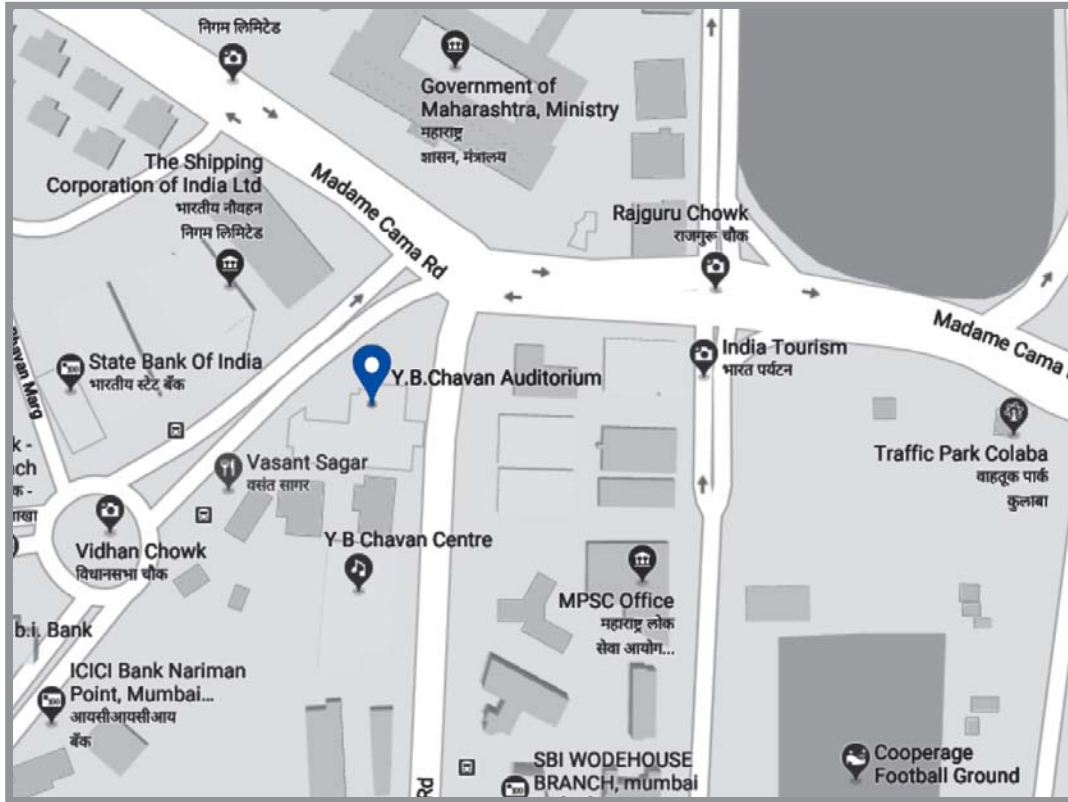 निगम लिमिटेड
Government of
Maharashtra, Ministry
महाराष्ट्र
शासन, मंत्रालय
The Shipping
Corporation of India Ltd
भारतीय नौवहन
निगम लिमिटेड
Madame Cama Rd
Rajguru Chowk
राजगुरू चौक
Madame Cama
India Tourism
भारत पर्यटन
State Bank Of India
भारतीय स्टेट बँक
Y.B.Chavan Auditorium
Marg
Traffic Park Colaba
वाहतूक पार्क
कुलाबा
Vasant Sagar
वसंत सागर
Vidhan Chowk
विधानसभा चौक
Y B Chavan Centre
MPSC Office
महाराष्ट्र लोक
सेवा आयोग...
b.i. Bank
ICICI Bank Nariman
Point, Mumbai...
आयसीआयसीआय
बँक
SBI WODEHOUSE
BRANCH, mumbai
Rd
Cooperage
Football Ground